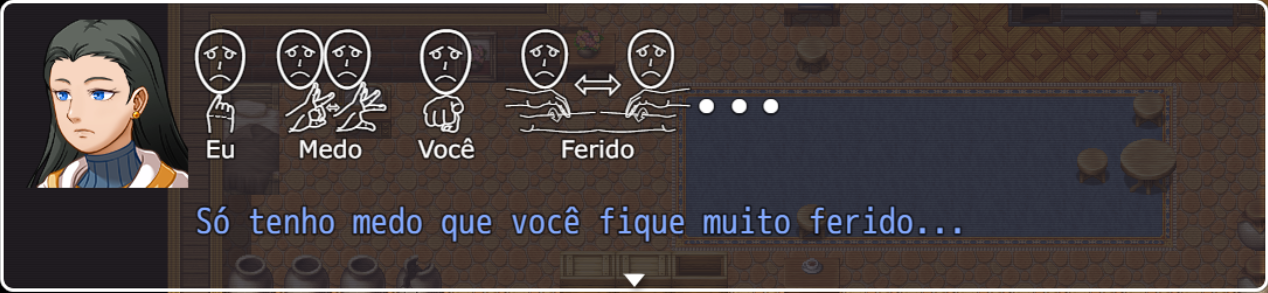 Eu Medo Você Ferido
Só tenho medo que você fique muito ferido...